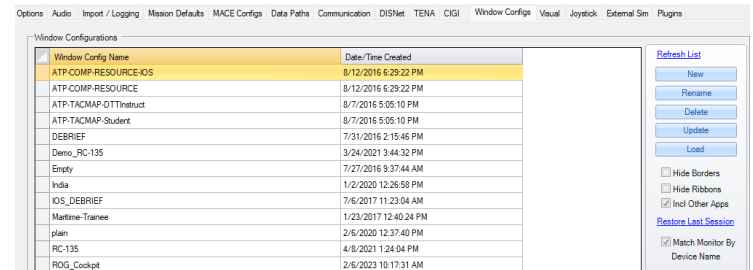 Options Audio Import / Logging Mission Defaults MACE Configs Data Paths Communication DISNet TENA CIGI Window Configs Visual Joystick External Sim Plugins
Window Configurations
Window Config Name Date/Time Created
ATP-COMP-RESOURCE-IOS 8/12/2016 6:29:22 PM
ATP-COMP-RESOURCE 8/12/2016 6:29:22 PM
ATP-TACMAP-DTTInstruct 8/7/2016 5:05:10 PM
ATP-TACMAP-Student 8/7/2016 5:05:10 PM
DEBRIEF 7/31/2016 2:15:46 PM
Demo_RC-135 3/24/2021 3:44:32 PM
Empty 7/27/2016 9:37:44 AM
India 1/2/2020 12:26:58 PM
IOS_DEBRIEF 7/6/2017 11:23:04 AM
Maritime-Trainee 1/23/2017 12:40:24 PM
plain 2/6/2020 12:37:40 PM
RC-135 4/8/2021 1:24:04 PM
ROG_Cockpit 2/6/2023 10:17:31 AM
Refresh List
New
Rename
Delete
Update
Load
Hide Borders
Hide Ribbons
Incl Other Apps
Restore Last Session
Match Monitor By
Device Name